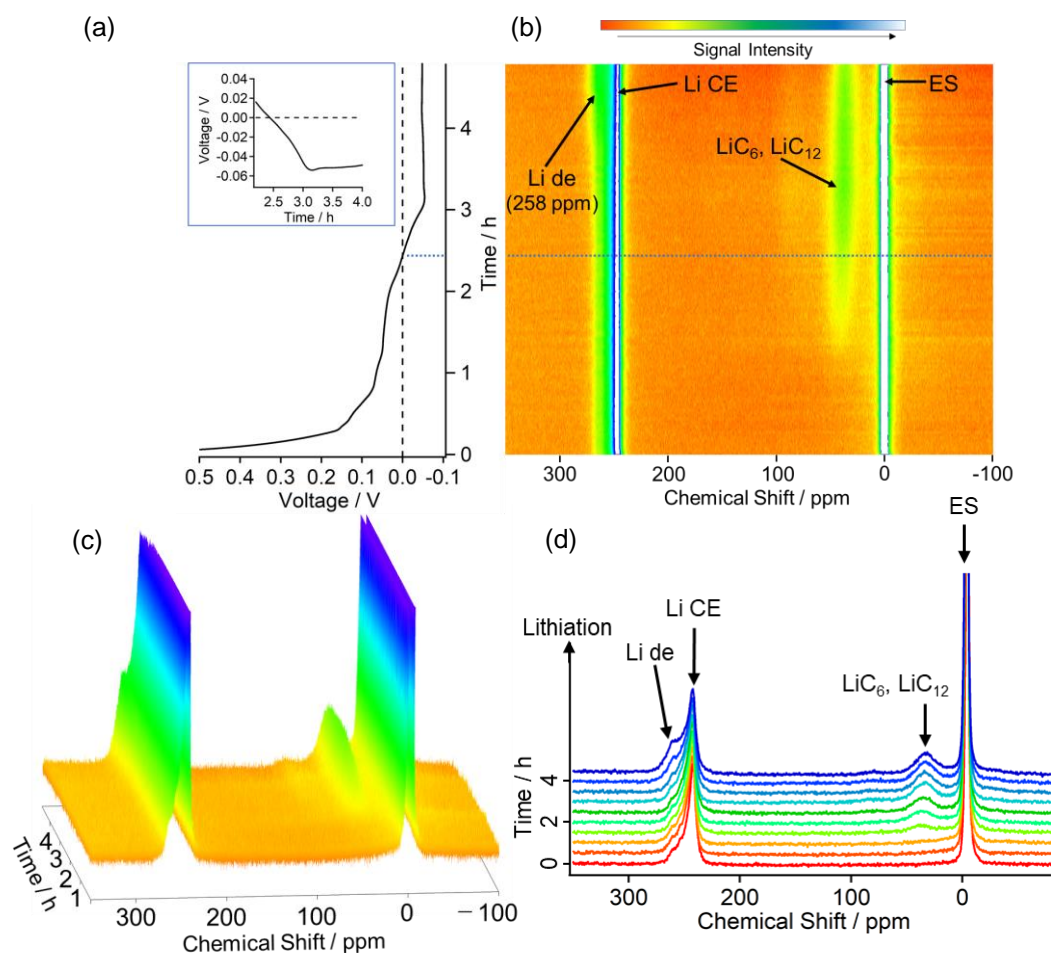 (a)
0.04
0.02
0.00
-0.02
-0.04
-0.06
Voltage / V
2.5 3.0 3.5 4.0
Time / h
4
3
2
1
0
Time / h
0.5 0.4 0.3 0.2 0.1 0.0 -0.1
Voltage / V
(b)
Signal Intensity
Li CE
ES
Li de
(258 ppm)
LiC₆, LiC₁₂
300 200 100 0 -100
Chemical Shift / ppm
(c)
Time / h
4
3
2
1
300 200 100 0 −100
Chemical Shift / ppm
(d)
ES
Li CE
Lithiation
Li de
LiC₆, LiC₁₂
4
2
0
Time / h
300 200 100 0
Chemical Shift / ppm